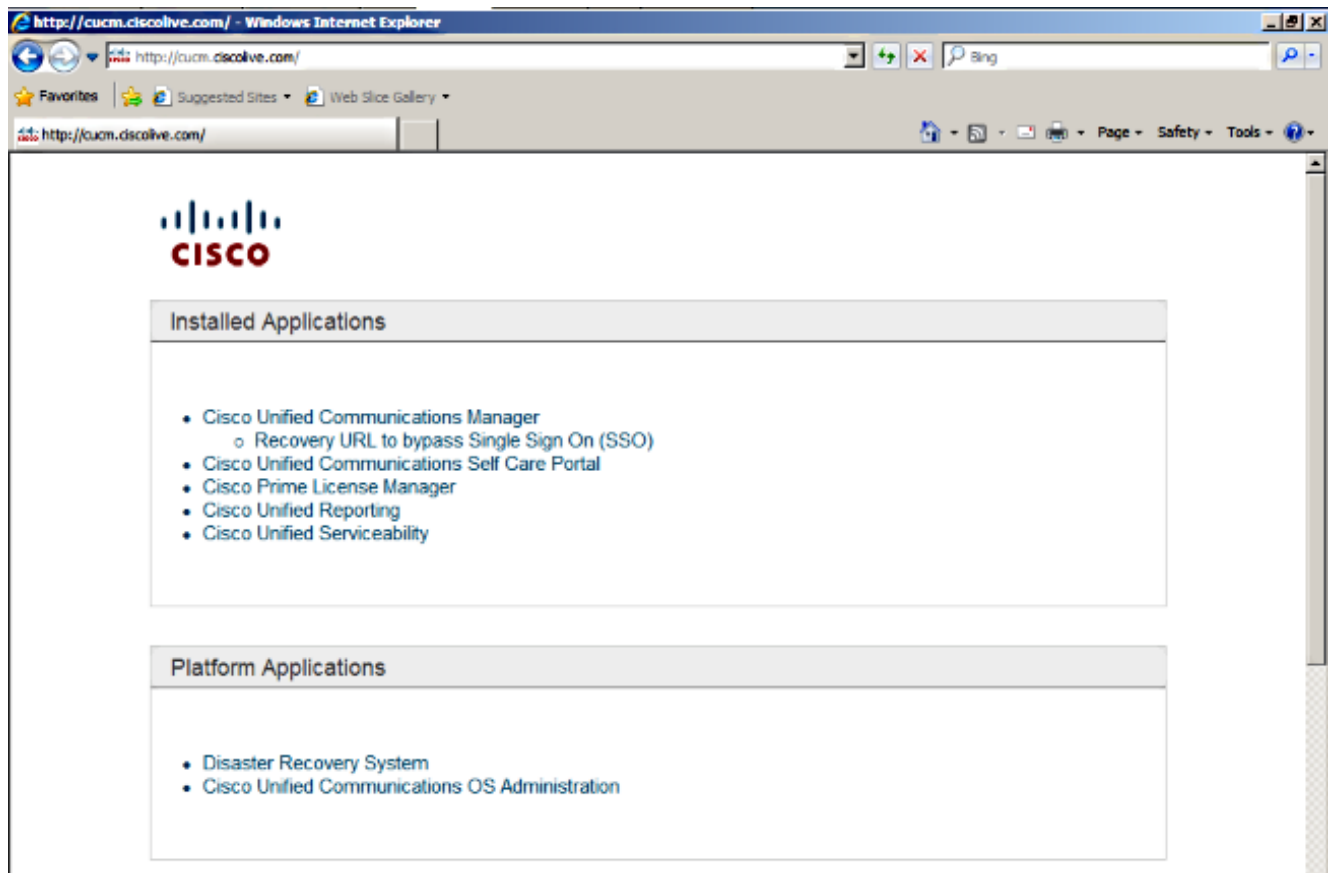 http://cucm.ciscolive.com/ - Windows Internet Explorer
http://cucm.ciscolive.com/
Bing
Favorites Suggested Sites Web Slice Gallery
http://cucm.ciscolive.com/
Page Safety Tools
CISCO
Installed Applications
• Cisco Unified Communications Manager
o Recovery URL to bypass Single Sign On (SSO)
• Cisco Unified Communications Self Care Portal
• Cisco Prime License Manager
• Cisco Unified Reporting
• Cisco Unified Serviceability
Platform Applications
• Disaster Recovery System
• Cisco Unified Communications OS Administration